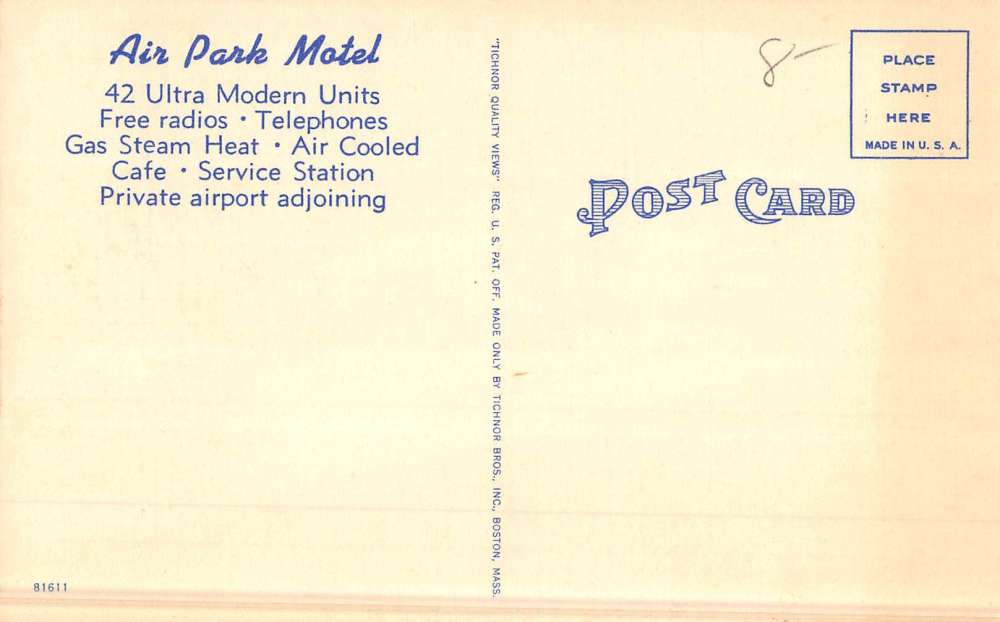 Air Park Motel
42 Ultra Modern Units
Free radios · Telephones
Gas Steam Heat · Air Cooled
Cafe · Service Station
Private airport adjoining
81611
"TICHNOR QUALITY VIEWS" REG. U. S. PAT. OFF. MADE ONLY BY TICHNOR BROS., INC., BOSTON, MASS.
8-
PLACE
STAMP
HERE
MADE IN U. S. A.
POST CARD